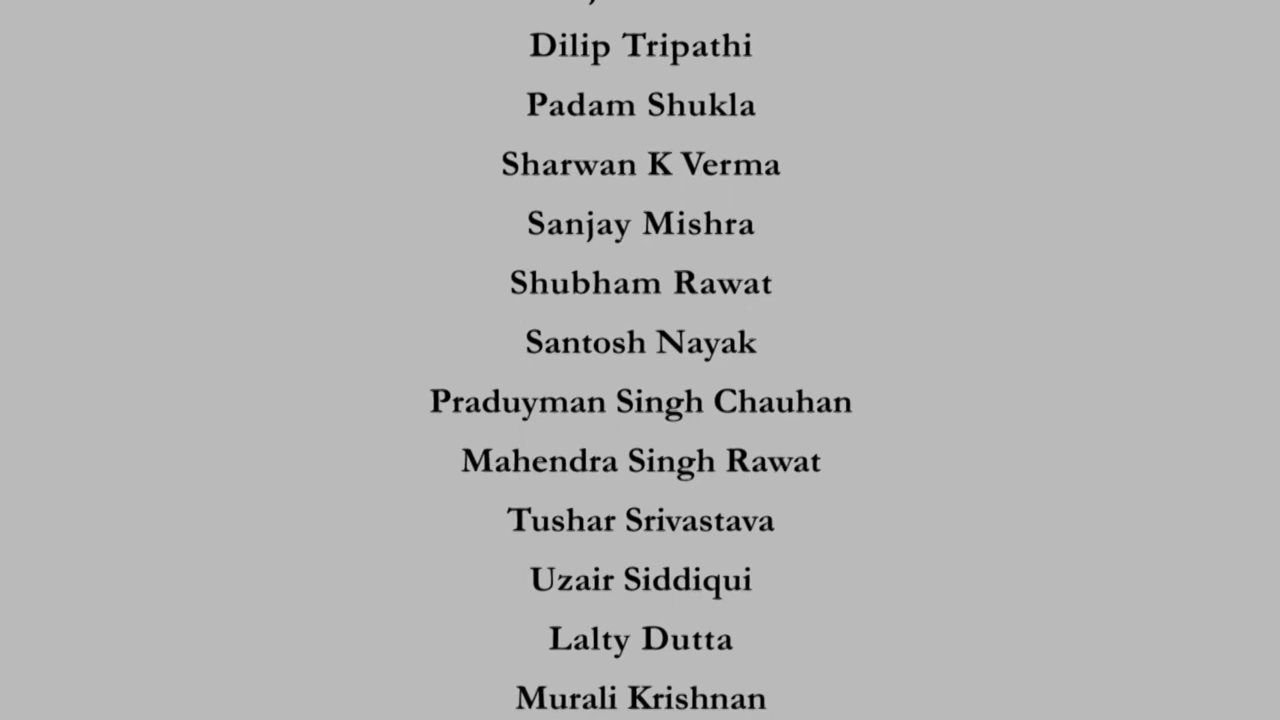 Dilip Tripathi
Padam Shukla
Sharwan K Verma
Sanjay Mishra
Shubham Rawat
Santosh Nayak
Praduyman Singh Chauhan
Mahendra Singh Rawat
Tushar Srivastava
Uzair Siddiqui
Lalty Dutta
Murali Krishnan